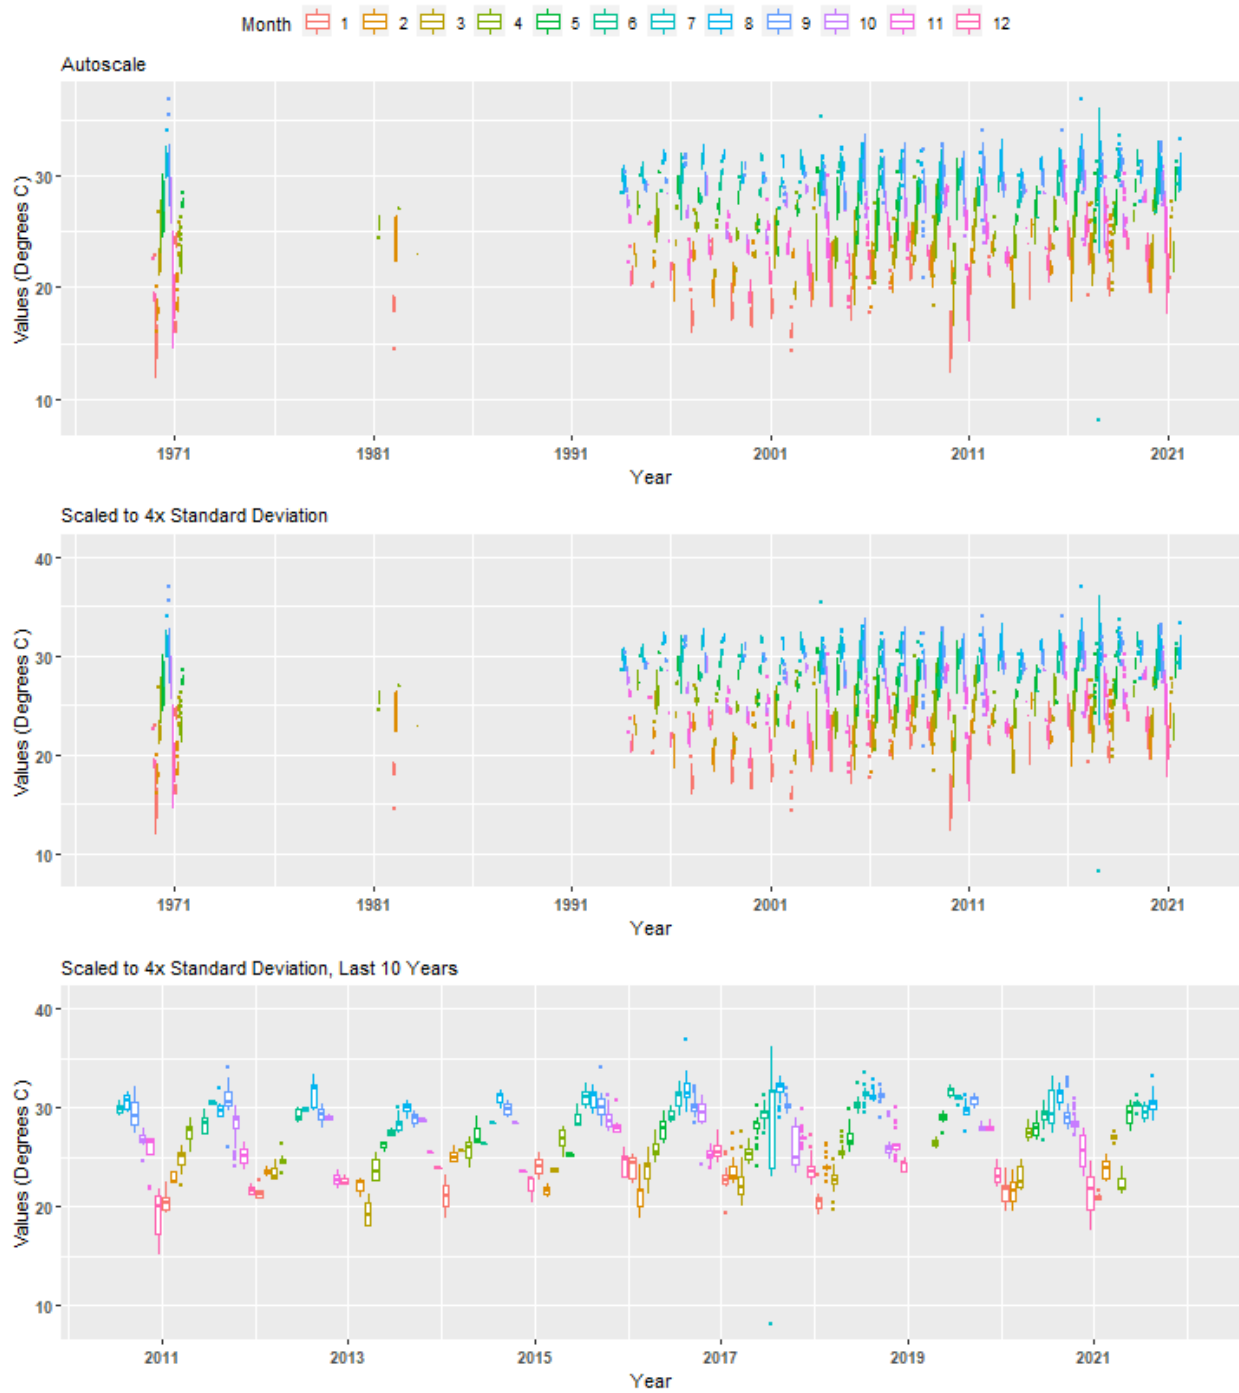 Month 1 2 3 4 5 6 7 8 9 10 11 12
Autoscale
30
20
10
Values (Degrees C)
1971 1981 1991 2001 2011 2021
Year
Scaled to 4x Standard Deviation
40
30
20
10
Values (Degrees C)
1971 1981 1991 2001 2011 2021
Year
Scaled to 4x Standard Deviation, Last 10 Years
40
30
20
10
Values (Degrees C)
2011 2013 2015 2017 2019 2021
Year